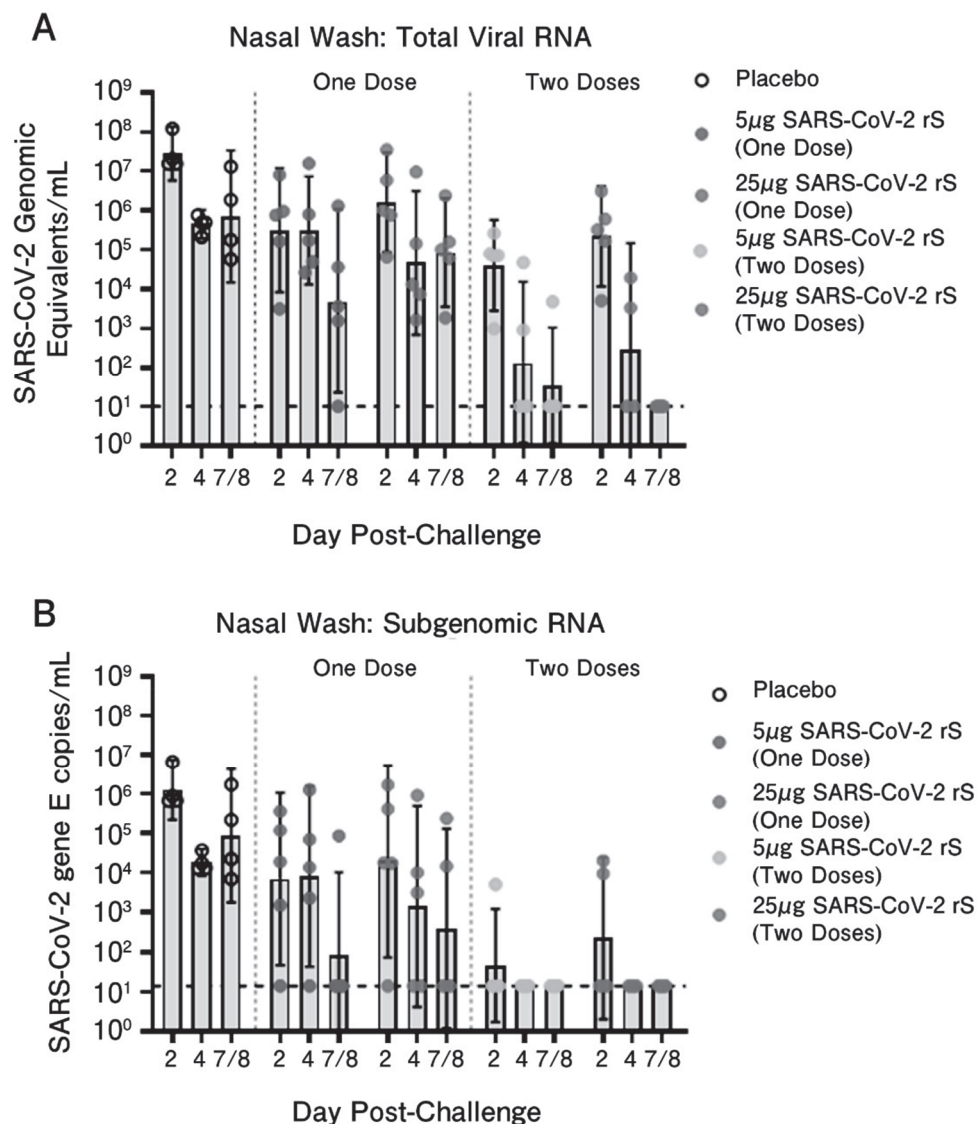 A
Nasal Wash: Total Viral RNA
One Dose
Two Doses
SARS-CoV-2 Genomic
Equivalents/mL
10⁹
10⁸
10⁷
10⁶
10⁵
10⁴
10³
10²
10¹
10⁰
2 4 7/8 2 4 7/8 2 4 7/8 2 4 7/8 2 4 7/8
Day Post-Challenge
Placebo
5µg SARS-CoV-2 rS
(One Dose)
25µg SARS-CoV-2 rS
(One Dose)
5µg SARS-CoV-2 rS
(Two Doses)
25µg SARS-CoV-2 rS
(Two Doses)
B
Nasal Wash: Subgenomic RNA
One Dose
Two Doses
SARS-CoV-2 gene E copies/mL
10⁹
10⁸
10⁷
10⁶
10⁵
10⁴
10³
10²
10¹
10⁰
2 4 7/8 2 4 7/8 2 4 7/8 2 4 7/8 2 4 7/8
Day Post-Challenge
Placebo
5µg SARS-CoV-2 rS
(One Dose)
25µg SARS-CoV-2 rS
(One Dose)
5µg SARS-CoV-2 rS
(Two Doses)
25µg SARS-CoV-2 rS
(Two Doses)